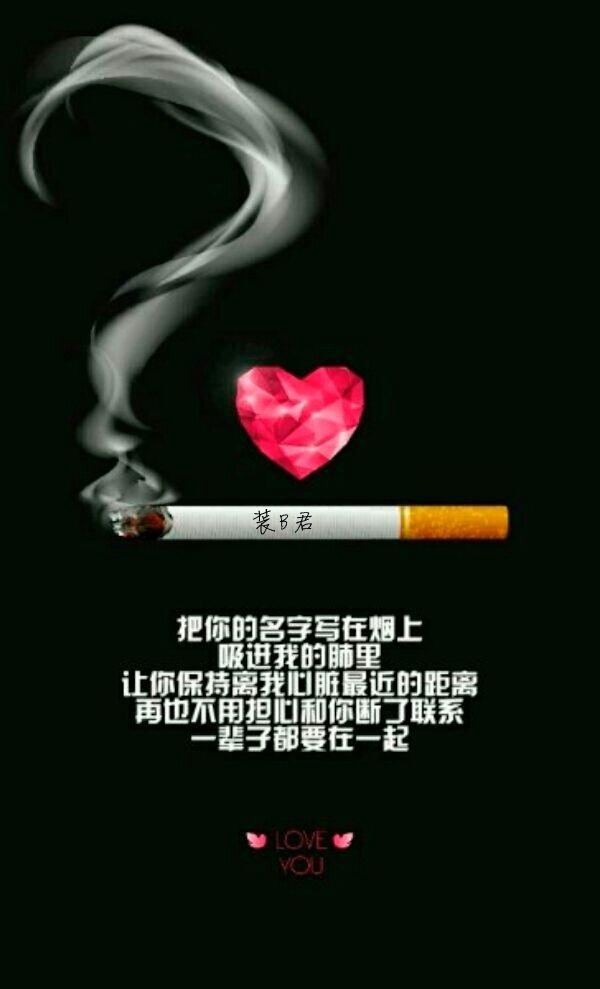 装B君
把你的名字写在烟上
吸进我的肺里
让你保持离我心脏最近的距离
再也不用担心和你断了联系
一辈子都要在一起
LOVE
YOU